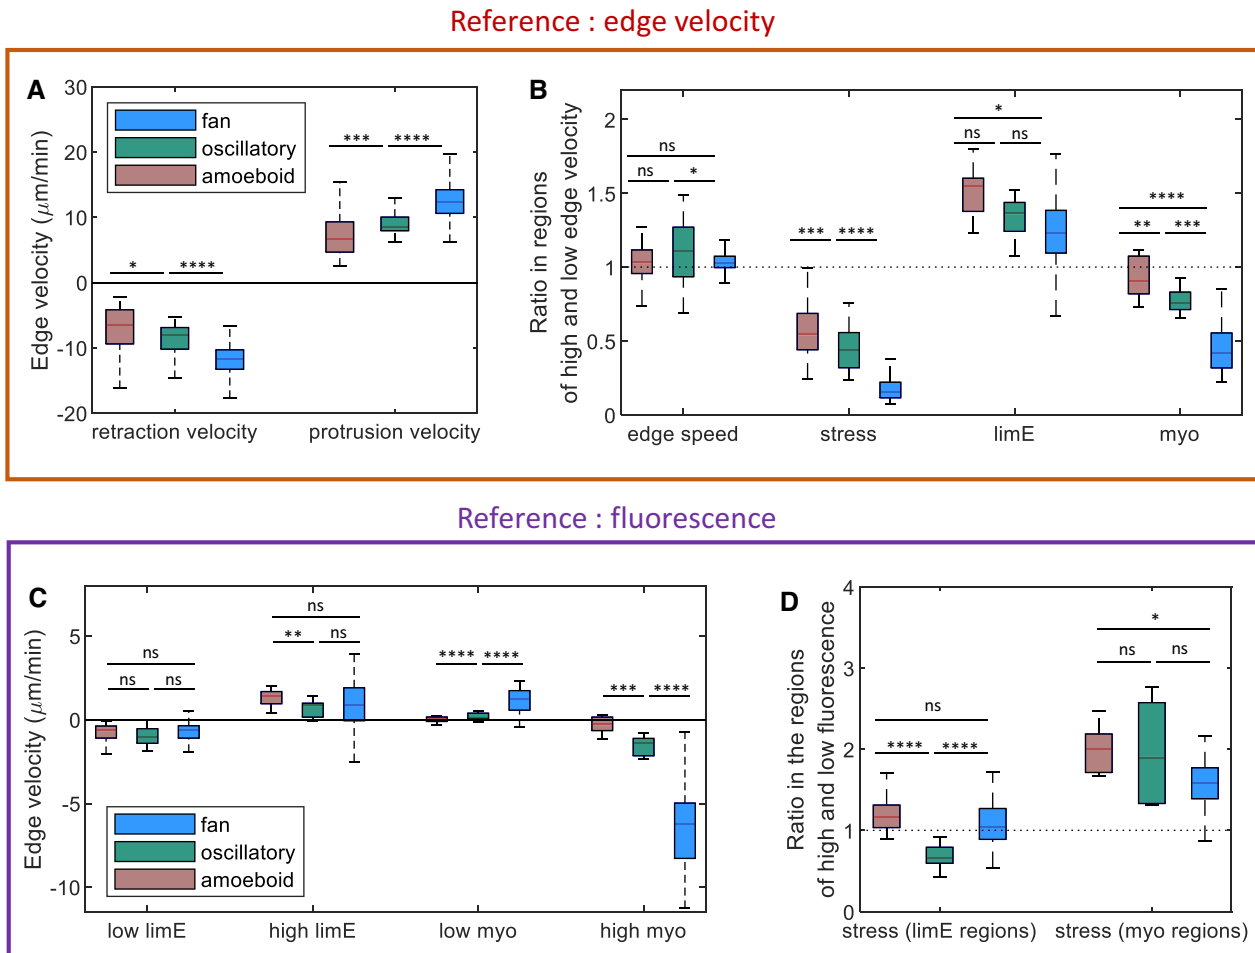 Reference : edge velocity
A
Edge velocity (μm/min)
30
20
10
0
-10
-20
fan
oscillatory
amoeboid
*** ****
* ****
retraction velocity protrusion velocity
B
Ratio in regions
of high and low edge velocity
2
1.5
1
0.5
0
ns
ns *
*** ****
*
ns ns
****
** ***
edge speed stress limE myo
Reference : fluorescence
C
Edge velocity (μm/min)
5
0
-5
-10
ns
ns ns
ns
** ns
**** ****
*** ****
fan
oscillatory
amoeboid
low limE high limE low myo high myo
D
Ratio in the regions
of high and low fluorescence
4
3
2
1
0
ns
**** ****
*
ns ns
stress (limE regions) stress (myo regions)